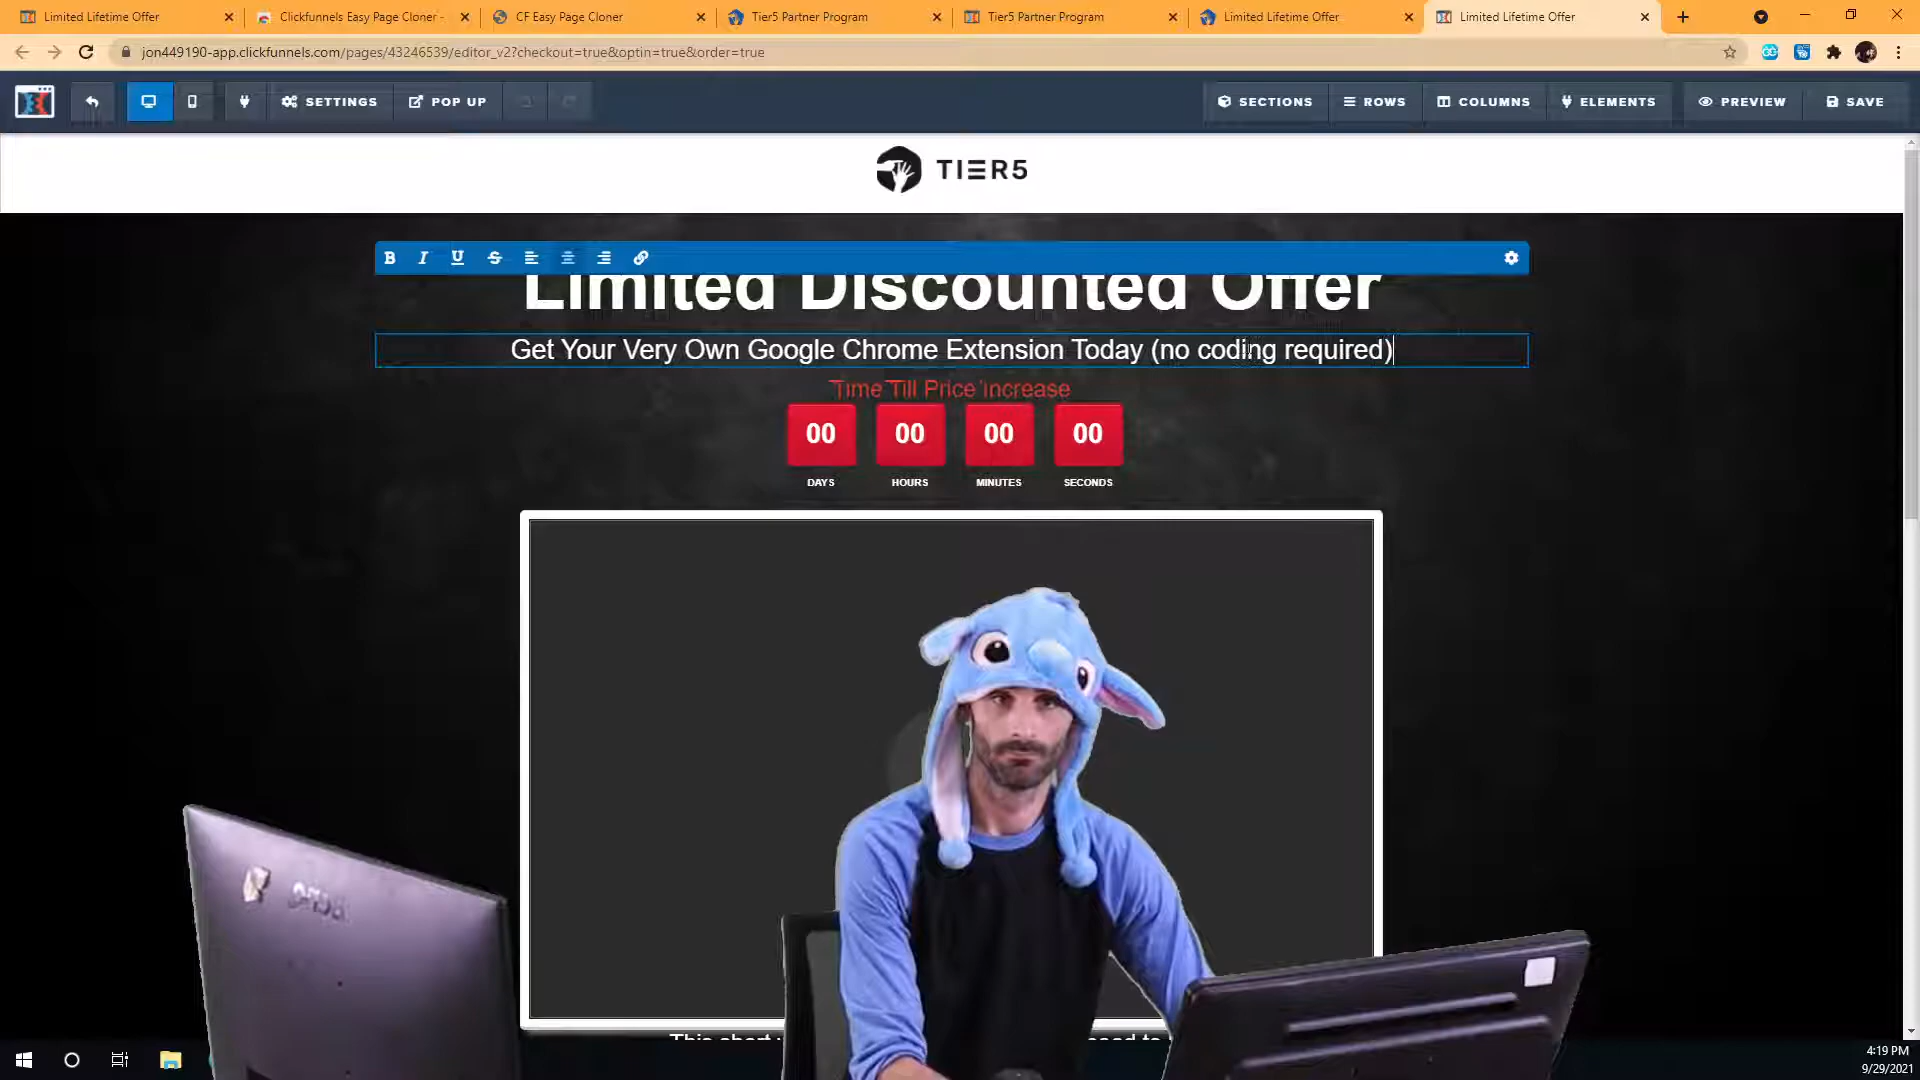 Limited Lifetime Offer
Clickfunnels Easy Page Cloner -
CF Easy Page Cloner
Tier5 Partner Program
Tier5 Partner Program
Limited Lifetime Offer
Limited Lifetime Offer
jon449190-app.clickfunnels.com/pages/43246539/editor_v2?checkout=true&optin=true&order=true
SETTINGS
POP UP
SECTIONS
ROWS
COLUMNS
ELEMENTS
PREVIEW
SAVE
TIER5
B I U S
Limited Discounted Offer
Get Your Very Own Google Chrome Extension Today (no coding required)
Time Till Price Increase
00 00 00 00
DAYS HOURS MINUTES SECONDS
This short
need to
4:19 PM
9/29/2021